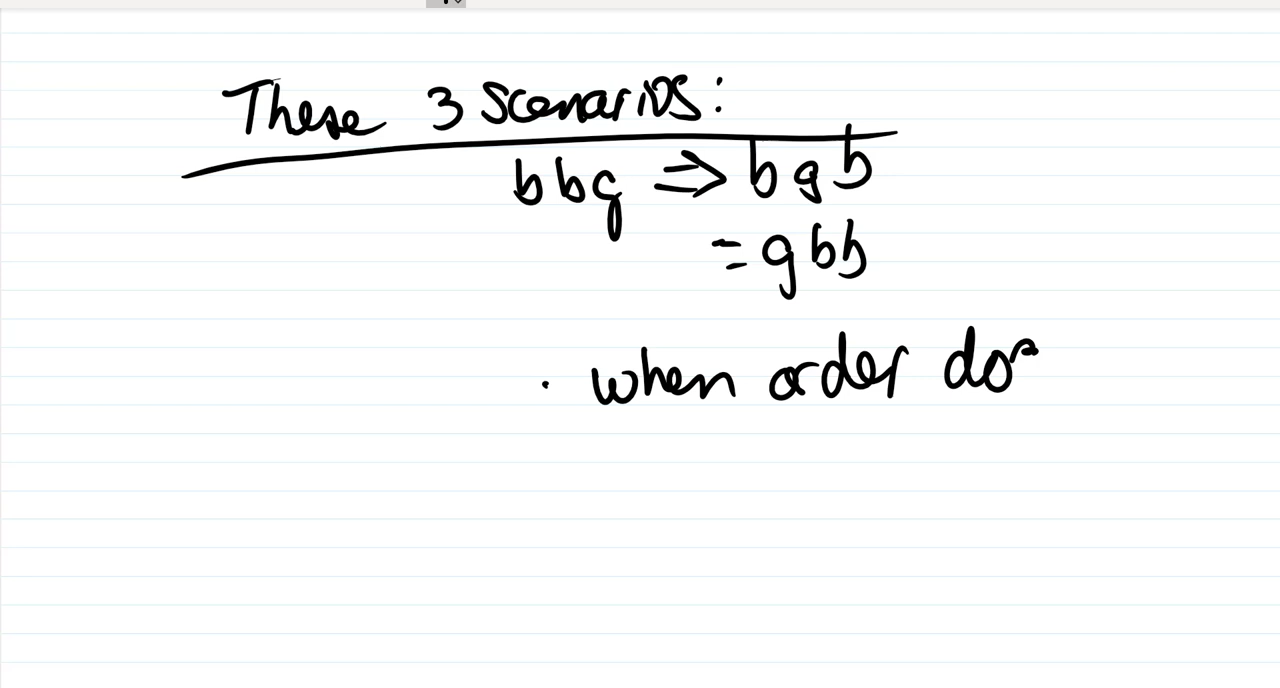 These 3 scenarios:
bbg ⇒ bgb
= gbb
· when order do